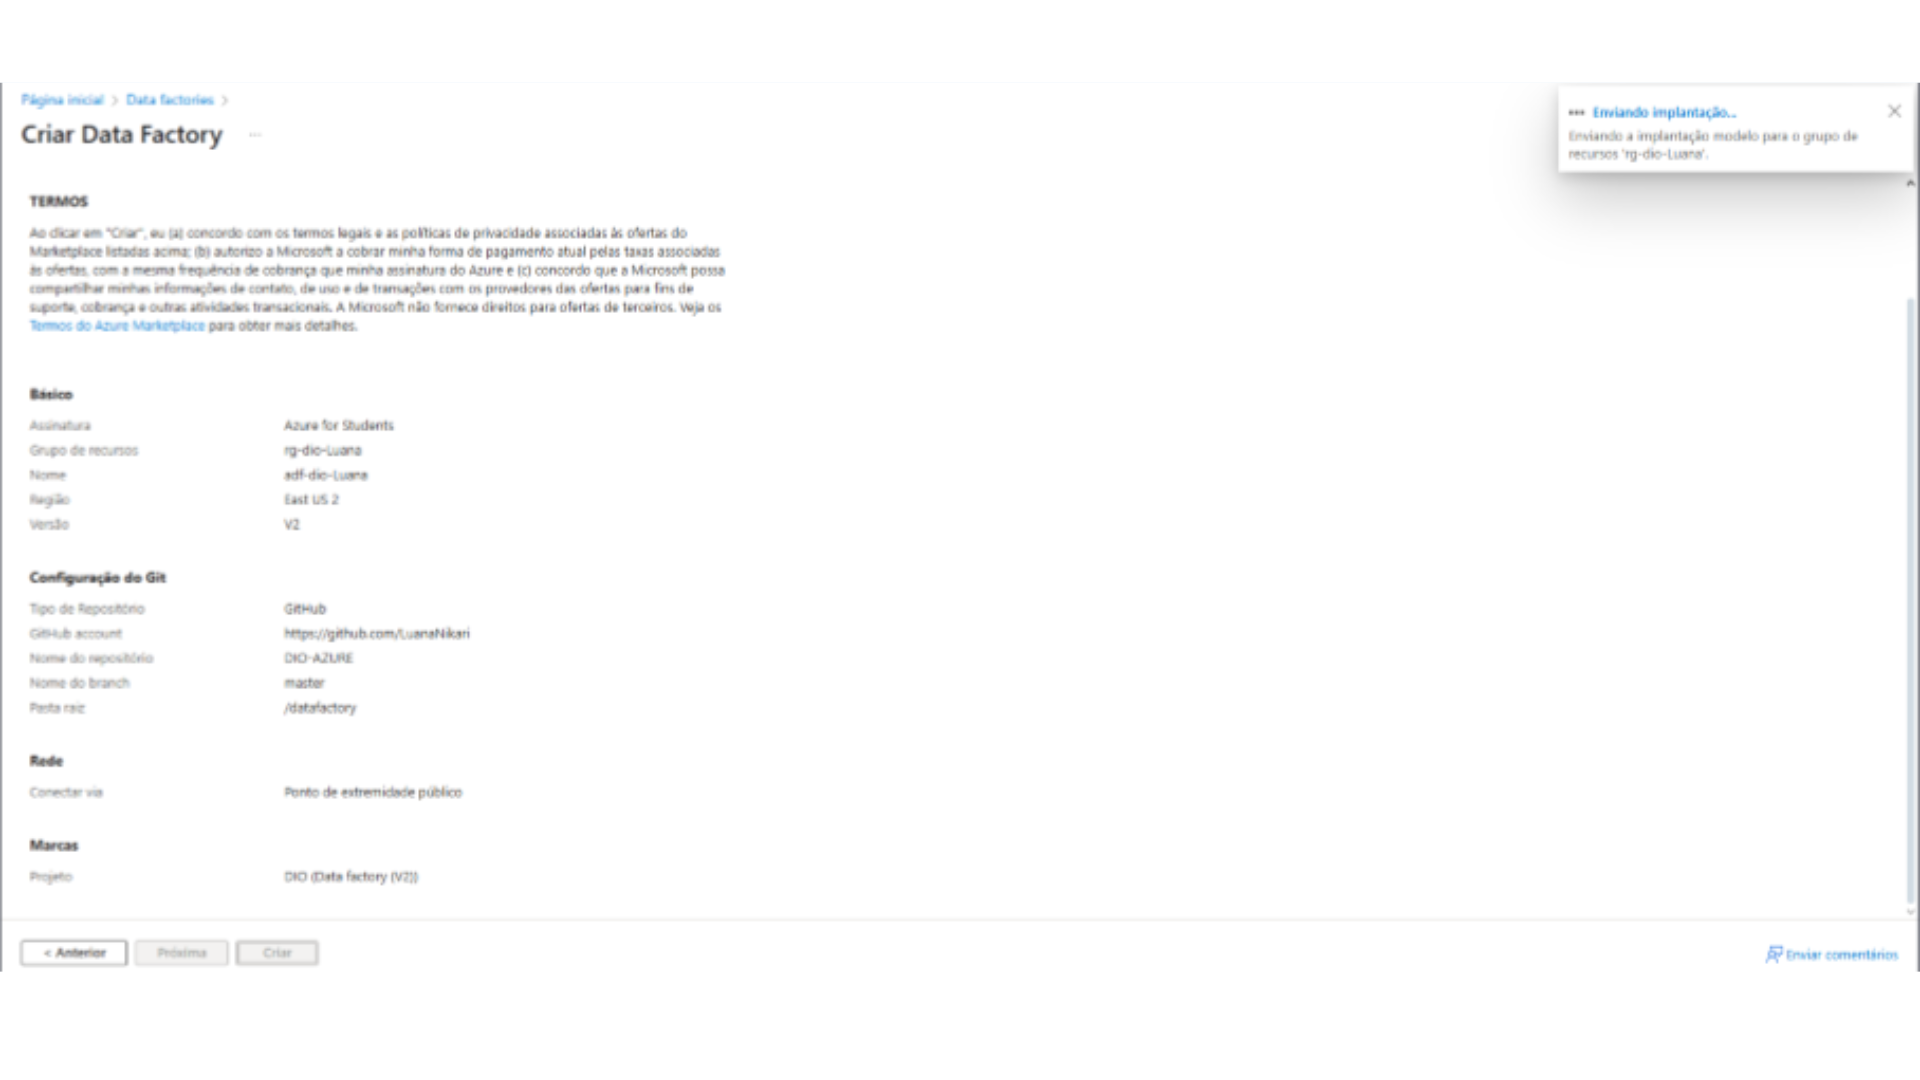 Página inicial > Data factories >
Criar Data Factory ...
... Enviando implantação...
Enviando a implantação modelo para o grupo de
recursos 'rg-dio-Luana'.
TERMOS
Ao clicar em "Criar", eu (a) concordo com os termos legais e as políticas de privacidade associadas às ofertas do
Marketplace listadas acima; (b) autorizo a Microsoft a cobrar minha forma de pagamento atual pelas taxas associadas
às ofertas, com a mesma frequência de cobrança que minha assinatura do Azure e (c) concordo que a Microsoft possa
compartilhar minhas informações de contato, de uso e de transações com os provedores das ofertas para fins de
suporte, cobrança e outras atividades transacionais. A Microsoft não fornece direitos para ofertas de terceiros. Veja os
Termos do Azure Marketplace para obter mais detalhes.
Básico
Assinatura Azure for Students
Grupo de recursos rg-dio-Luana
Nome adf-dio-Luana
Região East US 2
Versão V2
Configuração do Git
Tipo de Repositório GitHub
GitHub account https://github.com/LuanaNikari
Nome do repositório DIO-AZURE
Nome do branch master
Pasta raiz /datafactory
Rede
Conectar via Ponto de extremidade público
Marcas
Projeto DIO (Data factory (V2))
< Anterior Próxima Criar
Enviar comentários